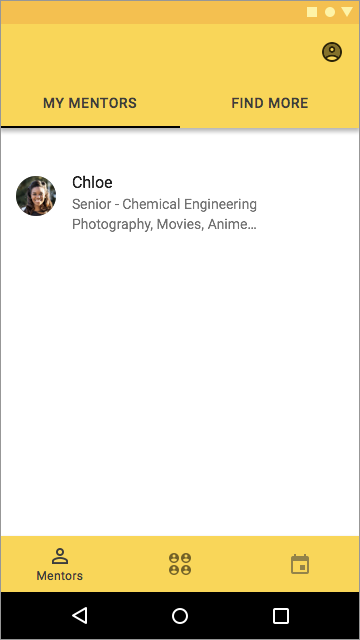 MY MENTORS
FIND MORE
Chloe
Senior - Chemical Engineering
Photography, Movies, Anime...
Mentors